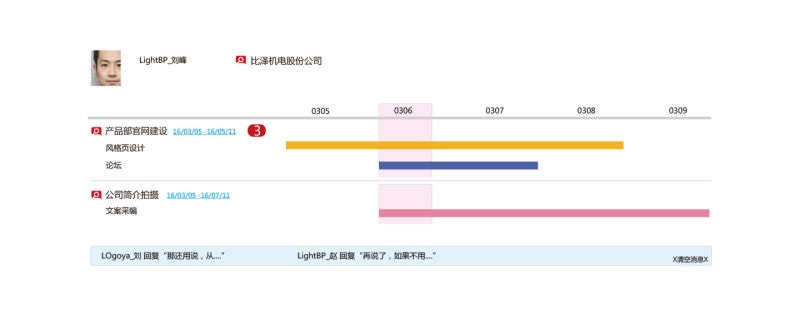 LightBP_刘峰 比泽机电股份公司
0305 0306 0307 0308 0309
产品部官网建设 16/03/05 -16/05/11 3
风格页设计
论坛
公司简介拍摄 16/03/05 -16/07/11
文案采编
LOgoya_刘 回复“那还用说，从...." LightBP_赵 回复“再说了，如果不用...." X清空消息X